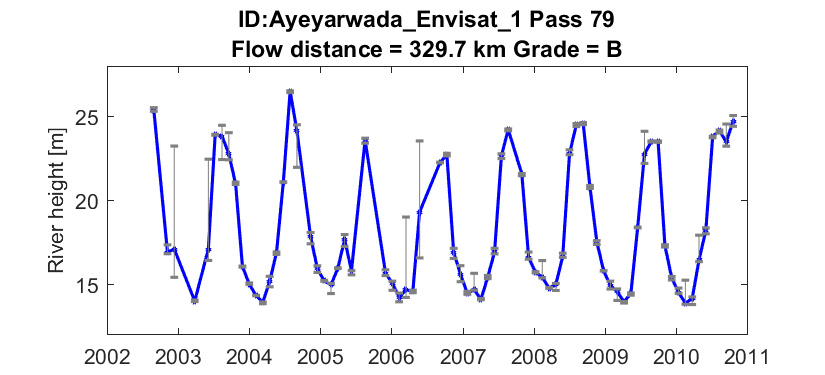 ID:Ayeyarwada_Envisat_1 Pass 79
Flow distance = 329.7 km Grade = B
River height [m]
25
20
15
2002 2003 2004 2005 2006 2007 2008 2009 2010 2011